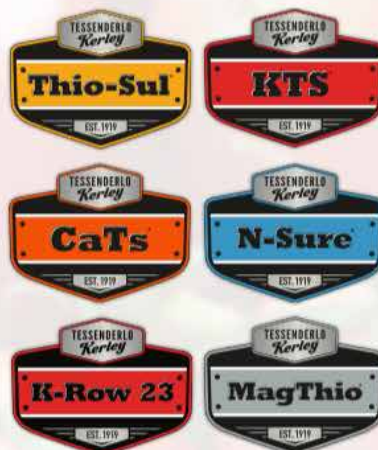 TESSENDERLO
Kerley
Thio-Sul
EST. 1919
TESSENDERLO
Kerley
KTS
EST. 1919
TESSENDERLO
Kerley
CaTs
EST. 1919
TESSENDERLO
Kerley
N-Sure
EST. 1919
TESSENDERLO
Kerley
K-Row 23
EST. 1919
TESSENDERLO
Kerley
MagThio
EST. 1919